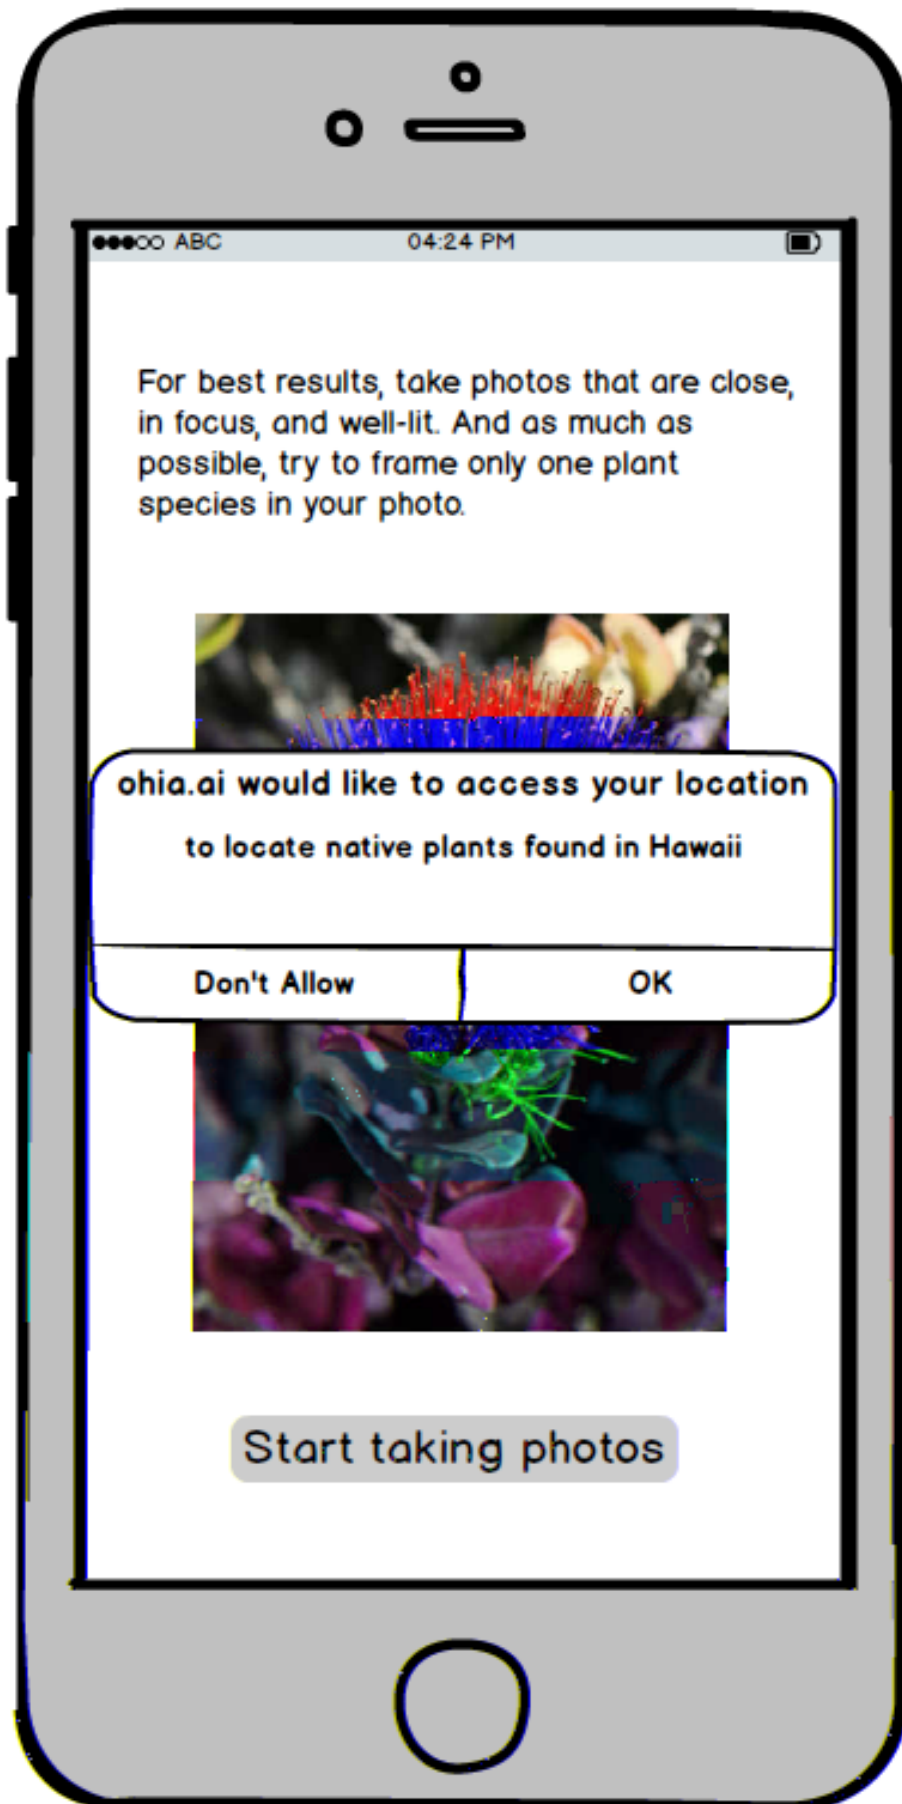 ABC 04:24 PM
For best results, take photos that are close,
in focus, and well-lit. And as much as
possible, try to frame only one plant
species in your photo.
ohia.ai would like to access your location
to locate native plants found in Hawaii
Don't Allow OK
Start taking photos